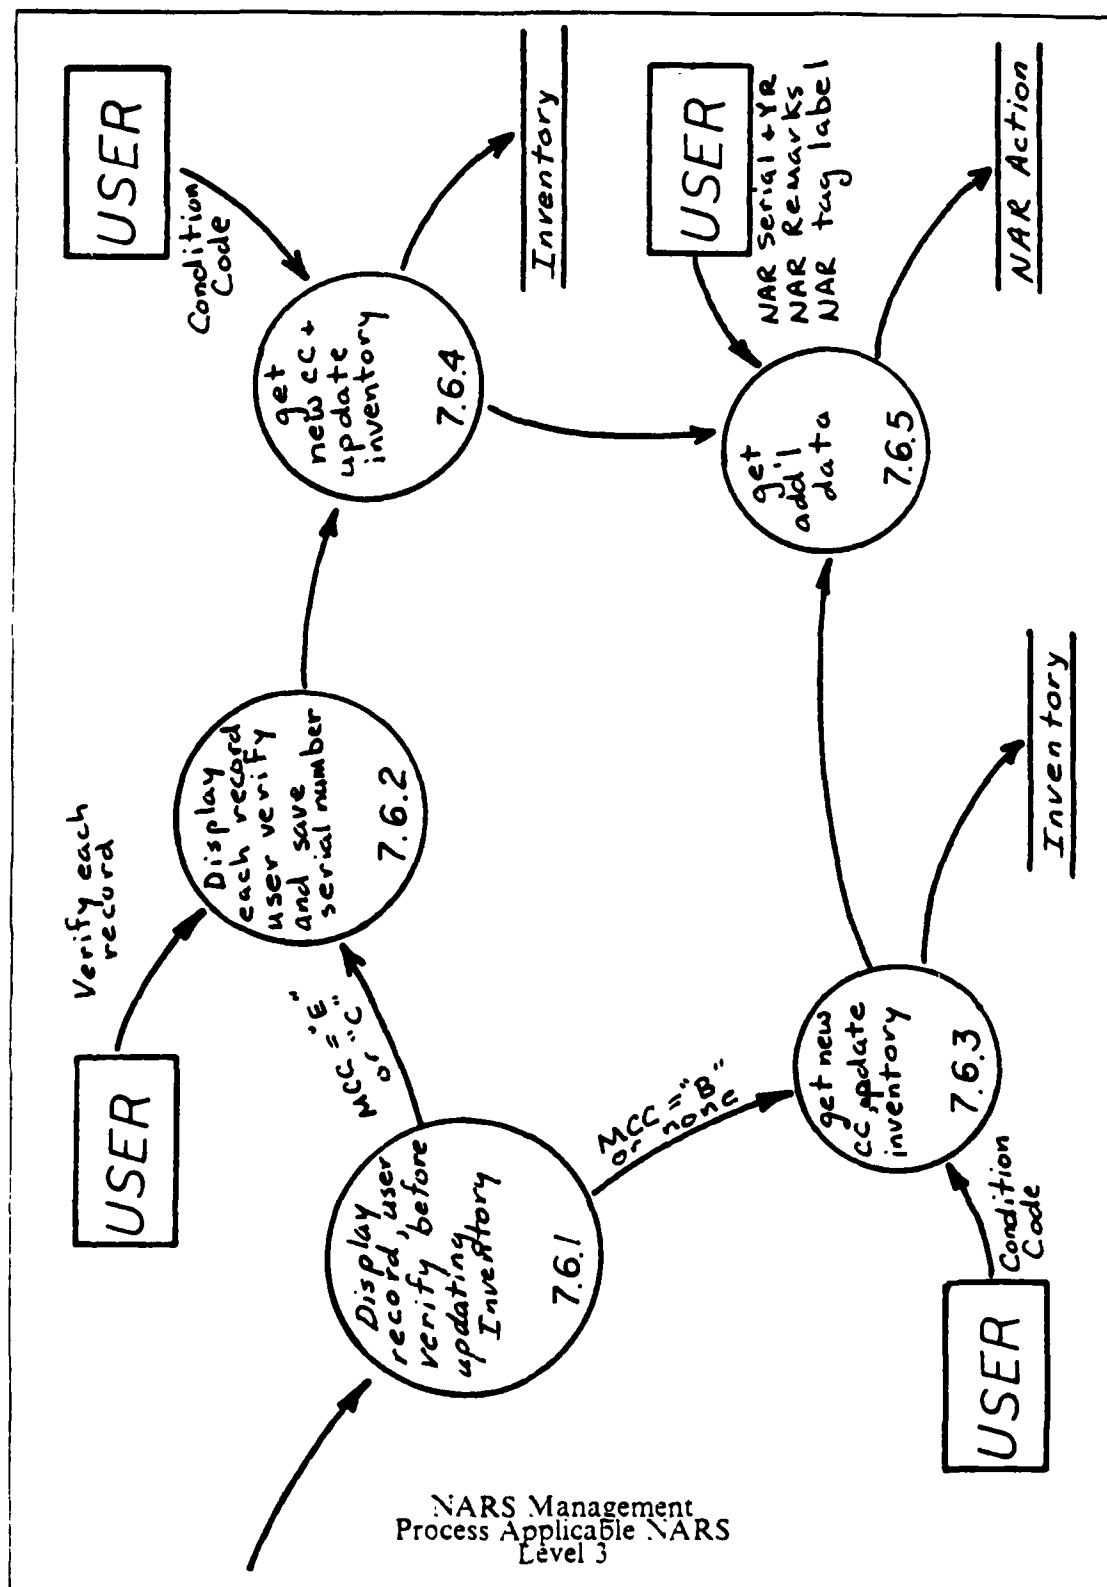 USER
Condition
Code
get
new cc +
update
inventory
7.6.4
Inventory
USER
NAR serial + YR
NAR Remarks
NAR tag label
get
add'l
data
7.6.5
NAR Action
Verify each
record
USER
Display
each record
user verify
and save
serial number
7.6.2
MCC = "E"
or "C"
Display
record, user
verify before
updating
Inventory
7.6.1
MCC = "B"
or none
get new
CC, update
inventory
7.6.3
Inventory
Condition
Code
USER
NARS Management
Process Applicable NARS
Level 3